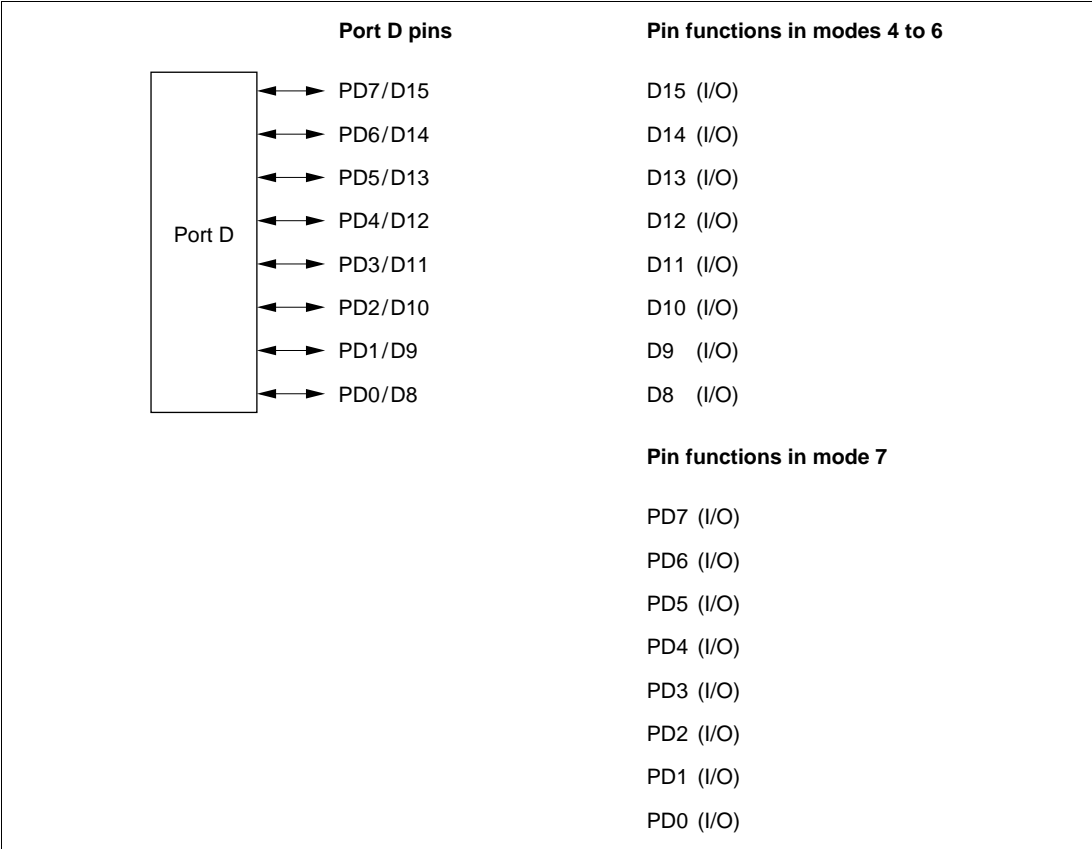 Port D pins Pin functions in modes 4 to 6
PD7/D15 D15 (I/O)
PD6/D14 D14 (I/O)
PD5/D13 D13 (I/O)
PD4/D12 D12 (I/O)
Port D
PD3/D11 D11 (I/O)
PD2/D10 D10 (I/O)
PD1/D9 D9 (I/O)
PD0/D8 D8 (I/O)
Pin functions in mode 7
PD7 (I/O)
PD6 (I/O)
PD5 (I/O)
PD4 (I/O)
PD3 (I/O)
PD2 (I/O)
PD1 (I/O)
PD0 (I/O)